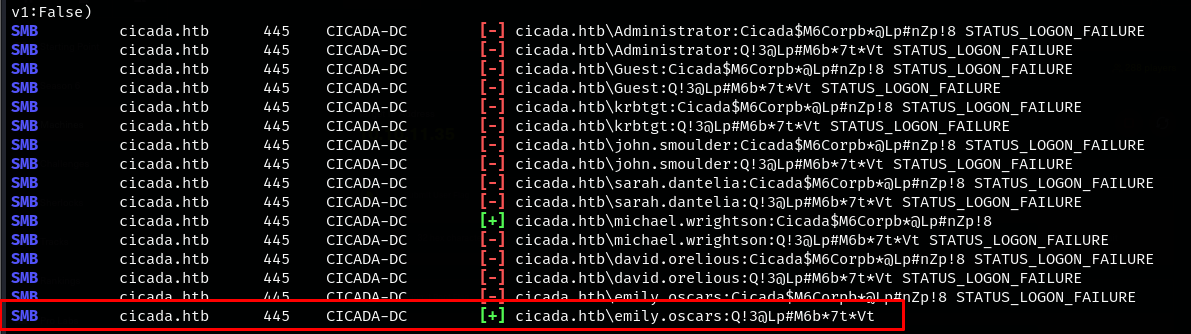 v1:False)
SMB cicada.htb 445 CICADA-DC [-] cicada.htb\Administrator:Cicada$M6Corpb*@Lp#nZp!8 STATUS_LOGON_FAILURE
SMB cicada.htb 445 CICADA-DC [-] cicada.htb\Administrator:Q!3@Lp#M6b*7t*Vt STATUS_LOGON_FAILURE
SMB cicada.htb 445 CICADA-DC [-] cicada.htb\Guest:Cicada$M6Corpb*@Lp#nZp!8 STATUS_LOGON_FAILURE
SMB cicada.htb 445 CICADA-DC [-] cicada.htb\Guest:Q!3@Lp#M6b*7t*Vt STATUS_LOGON_FAILURE
SMB cicada.htb 445 CICADA-DC [-] cicada.htb\krbtgt:Cicada$M6Corpb*@Lp#nZp!8 STATUS_LOGON_FAILURE
SMB cicada.htb 445 CICADA-DC [-] cicada.htb\krbtgt:Q!3@Lp#M6b*7t*Vt STATUS_LOGON_FAILURE
SMB cicada.htb 445 CICADA-DC [-] cicada.htb\john.smoulder:Cicada$M6Corpb*@Lp#nZp!8 STATUS_LOGON_FAILURE
SMB cicada.htb 445 CICADA-DC [-] cicada.htb\john.smoulder:Q!3@Lp#M6b*7t*Vt STATUS_LOGON_FAILURE
SMB cicada.htb 445 CICADA-DC [-] cicada.htb\sarah.dantelia:Cicada$M6Corpb*@Lp#nZp!8 STATUS_LOGON_FAILURE
SMB cicada.htb 445 CICADA-DC [-] cicada.htb\sarah.dantelia:Q!3@Lp#M6b*7t*Vt STATUS_LOGON_FAILURE
SMB cicada.htb 445 CICADA-DC [+] cicada.htb\michael.wrightson:Cicada$M6Corpb*@Lp#nZp!8
SMB cicada.htb 445 CICADA-DC [-] cicada.htb\michael.wrightson:Q!3@Lp#M6b*7t*Vt STATUS_LOGON_FAILURE
SMB cicada.htb 445 CICADA-DC [-] cicada.htb\david.orelious:Cicada$M6Corpb*@Lp#nZp!8 STATUS_LOGON_FAILURE
SMB cicada.htb 445 CICADA-DC [-] cicada.htb\david.orelious:Q!3@Lp#M6b*7t*Vt STATUS_LOGON_FAILURE
SMB cicada.htb 445 CICADA-DC [-] cicada.htb\emily.oscars:Cicada$M6Corpb*@Lp#nZp!8 STATUS_LOGON_FAILURE
SMB cicada.htb 445 CICADA-DC [+] cicada.htb\emily.oscars:Q!3@Lp#M6b*7t*Vt